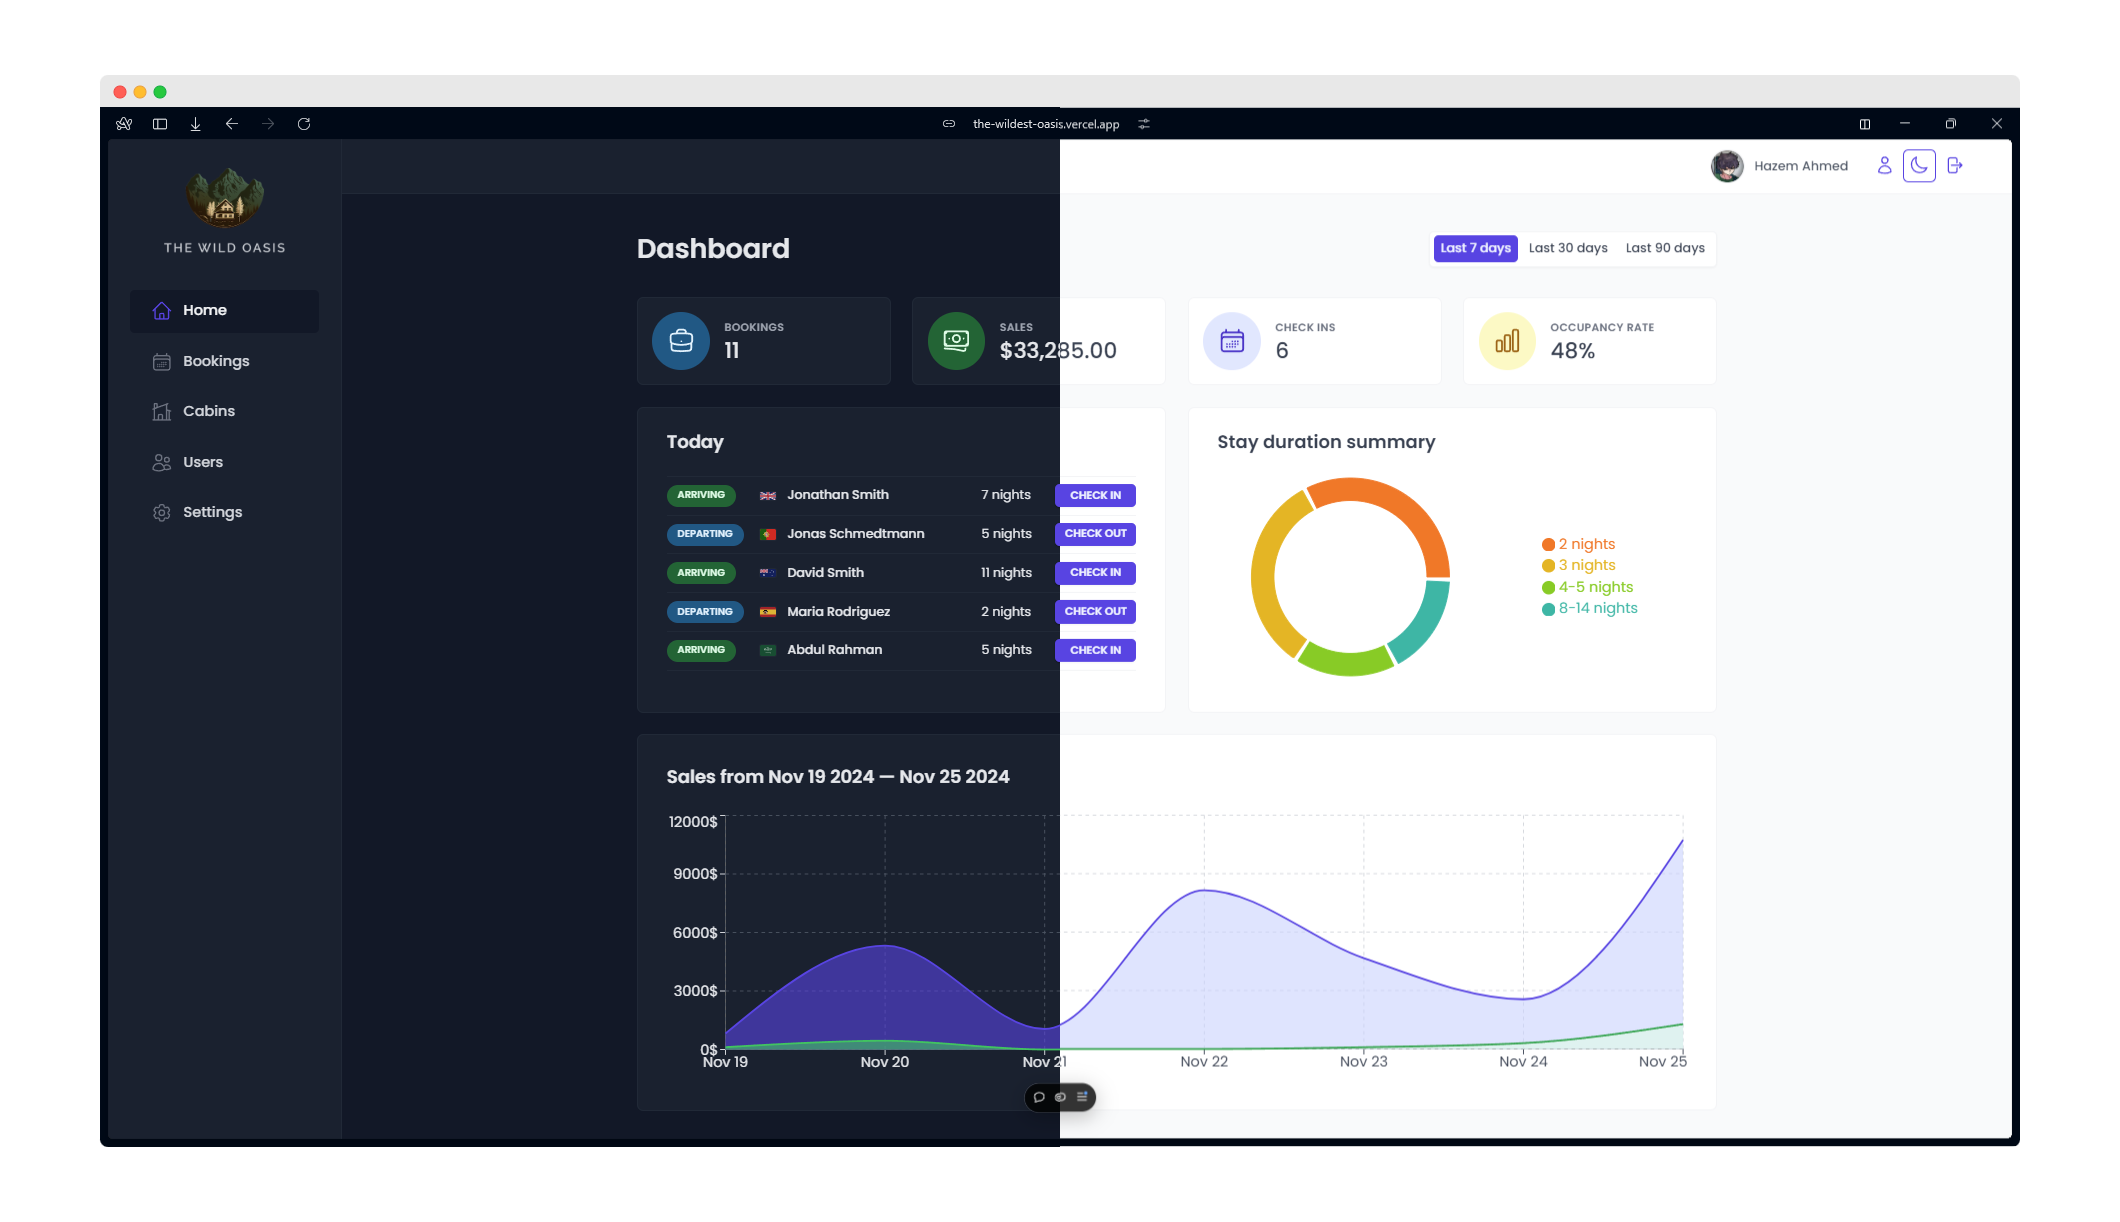 the-wildest-oasis.vercel.app
Hazem Ahmed
THE WILD OASIS
Home
Bookings
Cabins
Users
Settings
Dashboard
Last 7 days Last 30 days Last 90 days
BOOKINGS
11
SALES
$33,285.00
CHECK INS
6
OCCUPANCY RATE
48%
Today
ARRIVING Jonathan Smith 7 nights CHECK IN
DEPARTING Jonas Schmedtmann 5 nights CHECK OUT
ARRIVING David Smith 11 nights CHECK IN
DEPARTING Maria Rodriguez 2 nights CHECK OUT
ARRIVING Abdul Rahman 5 nights CHECK IN
Stay duration summary
2 nights
3 nights
4-5 nights
8-14 nights
Sales from Nov 19 2024 — Nov 25 2024
12000$
9000$
6000$
3000$
0$
Nov 19 Nov 20 Nov 21 Nov 22 Nov 23 Nov 24 Nov 25